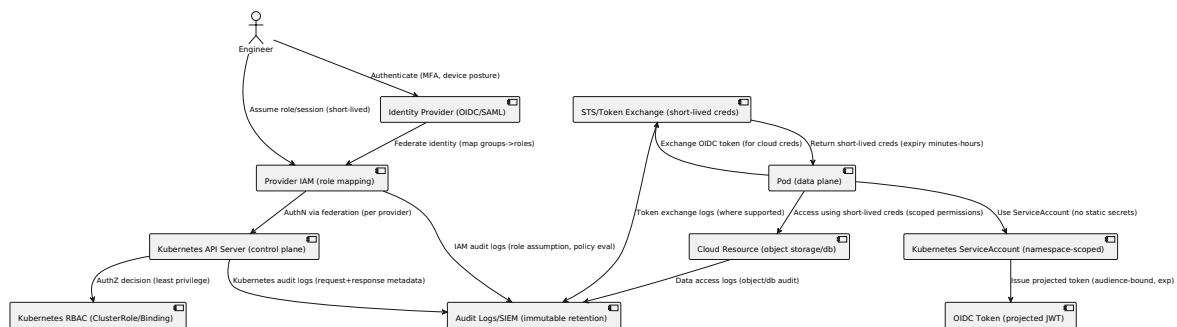 Engineer
Authenticate (MFA, device posture)
Assume role/session (short-lived)
Identity Provider (OIDC/SAML)
STS/Token Exchange (short-lived creds)
Federate identity (map groups->roles)
Exchange OIDC token (for cloud creds)
Return short-lived creds (expiry minutes-hours)
Provider IAM (role mapping)
Pod (data plane)
AuthN via federation (per provider)
Token exchange logs (where supported)
Access using short-lived creds (scoped permissions)
Use ServiceAccount (no static secrets)
Kubernetes API Server (control plane)
IAM audit logs (role assumption, policy eval)
Cloud Resource (object storage/db)
Kubernetes ServiceAccount (namespace-scoped)
AuthZ decision (least privilege)
Kubernetes audit logs (request+response metadata)
Data access logs (object/db audit)
Issue projected token (audience-bound, exp)
Kubernetes RBAC (ClusterRole/Binding)
Audit Logs/SIEM (immutable retention)
OIDC Token (projected JWT)